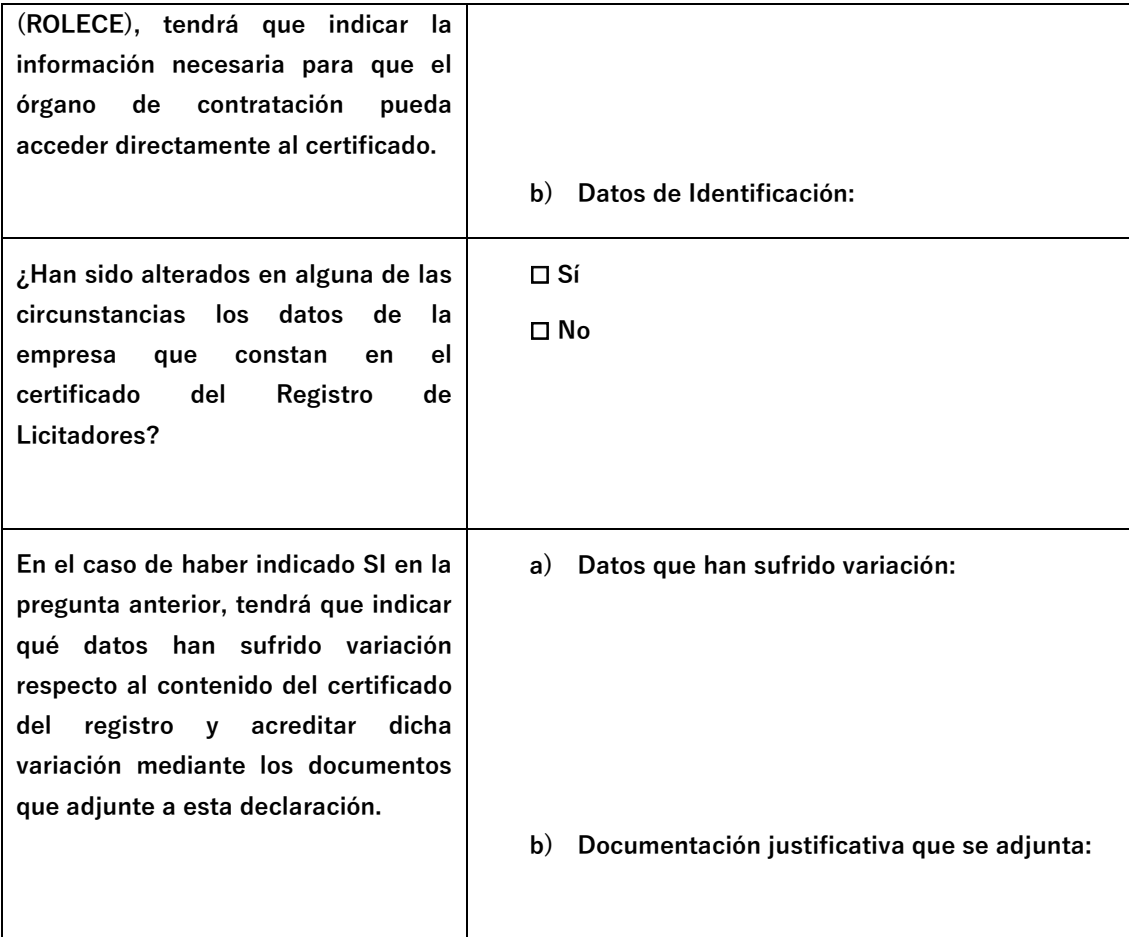 (ROLECE), tendrá que indicar la
información necesaria para que el
órgano de contratación pueda
acceder directamente al certificado.
b) Datos de Identificación:
¿Han sido alterados en alguna de las
circunstancias los datos de la
empresa que constan en el
certificado del Registro de
Licitadores?
☐ Sí
☐ No
En el caso de haber indicado SI en la
pregunta anterior, tendrá que indicar
qué datos han sufrido variación
respecto al contenido del certificado
del registro y acreditar dicha
variación mediante los documentos
que adjunte a esta declaración.
a) Datos que han sufrido variación:
b) Documentación justificativa que se adjunta: